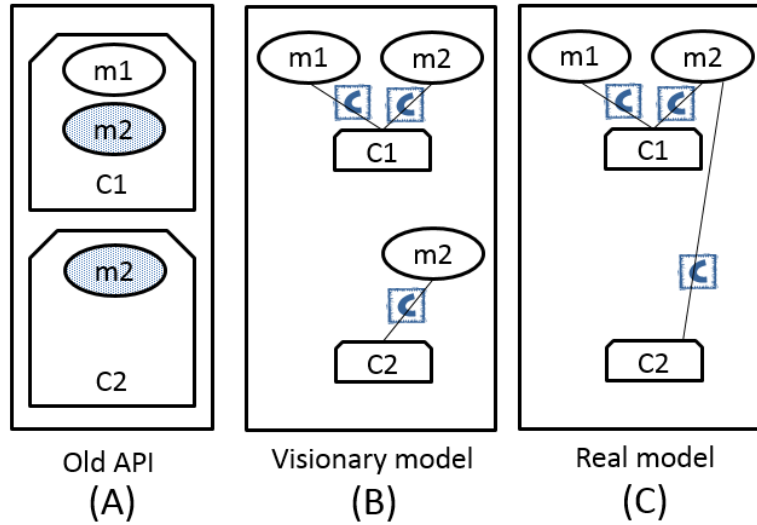 m1
m2
C1
m2
C2
Old API
(A)
m1 m2
C C
C1
m2
C
C2
Visionary model
(B)
m1 m2
C C
C1
C
C2
Real model
(C)